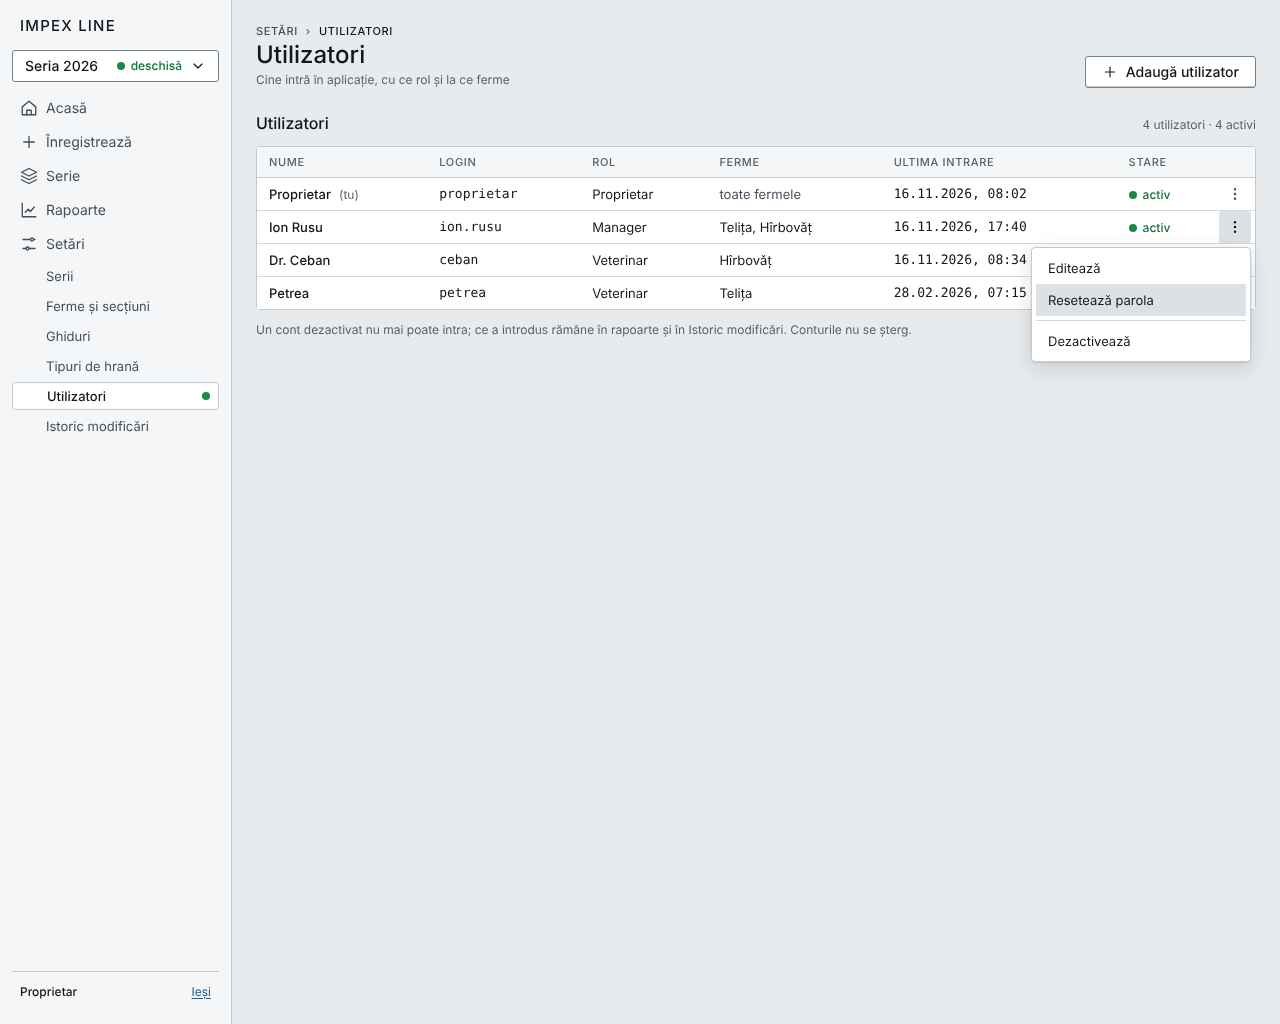 IMPEX LINE
Seria 2026 deschisă
Acasă
Înregistrează
Serie
Rapoarte
Setări
Serii
Ferme și secțiuni
Ghiduri
Tipuri de hrană
Utilizatori
Istoric modificări
Proprietar Ieși
SETĂRI › UTILIZATORI
Utilizatori
Cine intră în aplicație, cu ce rol și la ce ferme
Adaugă utilizator
Utilizatori
4 utilizatori · 4 activi
NUME LOGIN ROL FERME ULTIMA INTRARE STARE
Proprietar (tu) proprietar Proprietar toate fermele 16.11.2026, 08:02 activ
Ion Rusu ion.rusu Manager Telița, Hîrbovăț 16.11.2026, 17:40 activ
Dr. Ceban ceban Veterinar Hîrbovăț 16.11.2026, 08:34
Petrea petrea Veterinar Telița 28.02.2026, 07:15
Editează
Resetează parola
Dezactivează
Un cont dezactivat nu mai poate intra; ce a introdus rămâne în rapoarte și în Istoric modificări. Conturile nu se șterg.